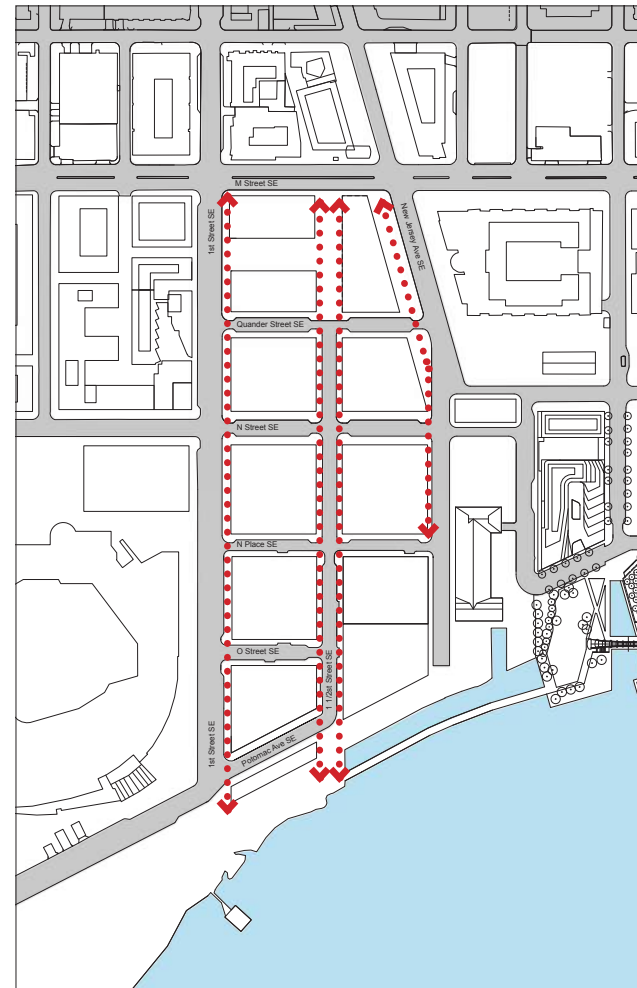 M Street SE
1st Street SE
New Jersey Ave SE
Quander Street SE
N Street SE
N Place SE
O Street SE
1 1/2st Street SE
1st Street SE
Potomac Ave SE